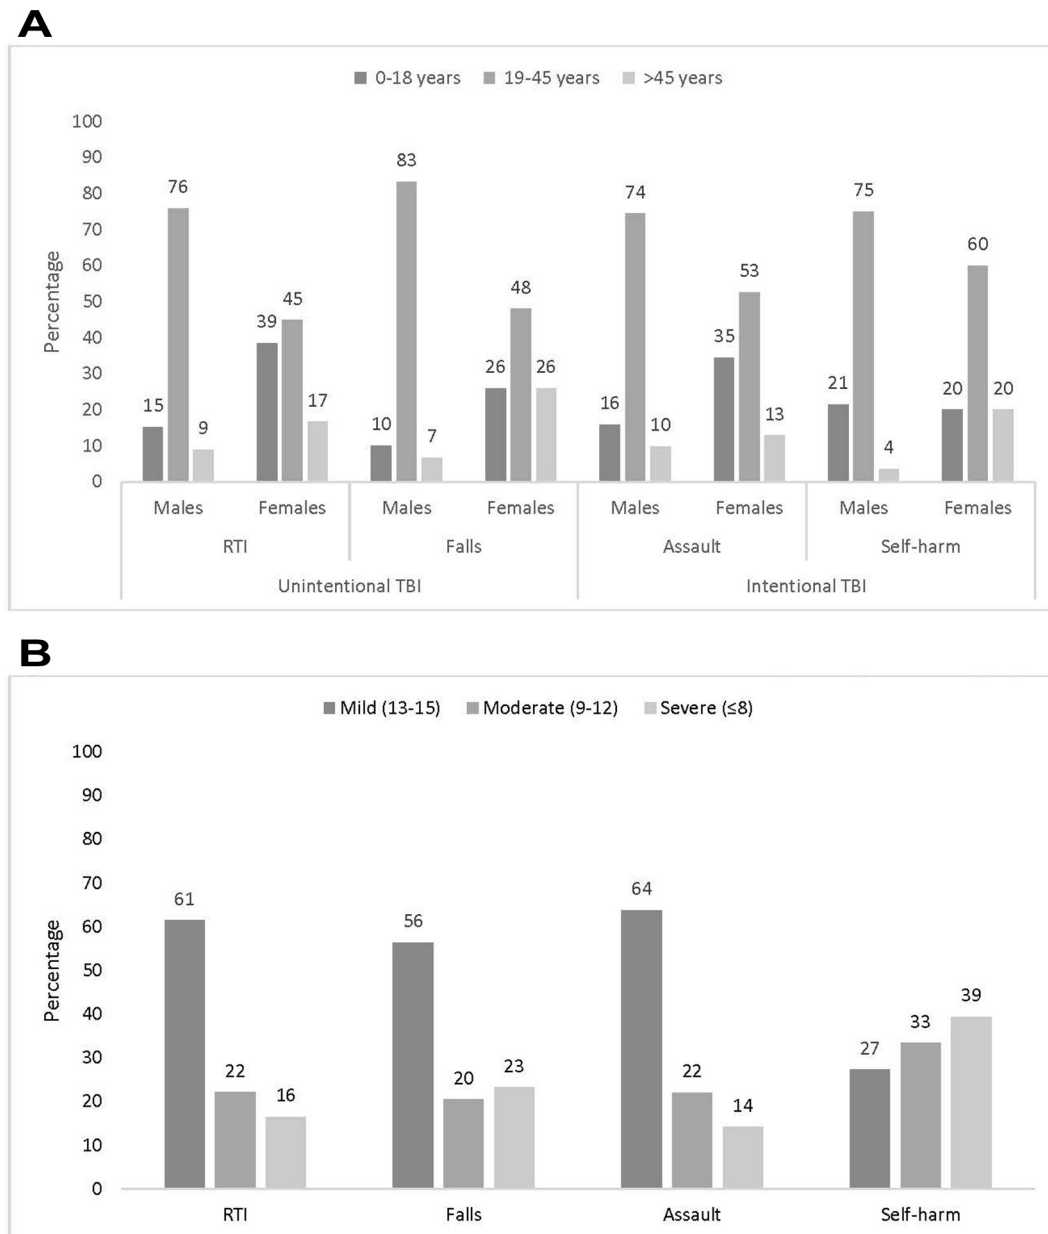 A
0-18 years 19-45 years >45 years
100
90
80
70
60
50
40
30
20
10
0
Percentage
15 76 9
39 45 17
10 83 7
26 48 26
16 74 10
35 53 13
21 75 4
20 60 20
Males Females Males Females Males Females Males Females
RTI Falls Assault Self-harm
Unintentional TBI Intentional TBI
B
Mild (13-15) Moderate (9-12) Severe (≤8)
100
90
80
70
60
50
40
30
20
10
0
Percentage
61 22 16
56 20 23
64 22 14
27 33 39
RTI Falls Assault Self-harm